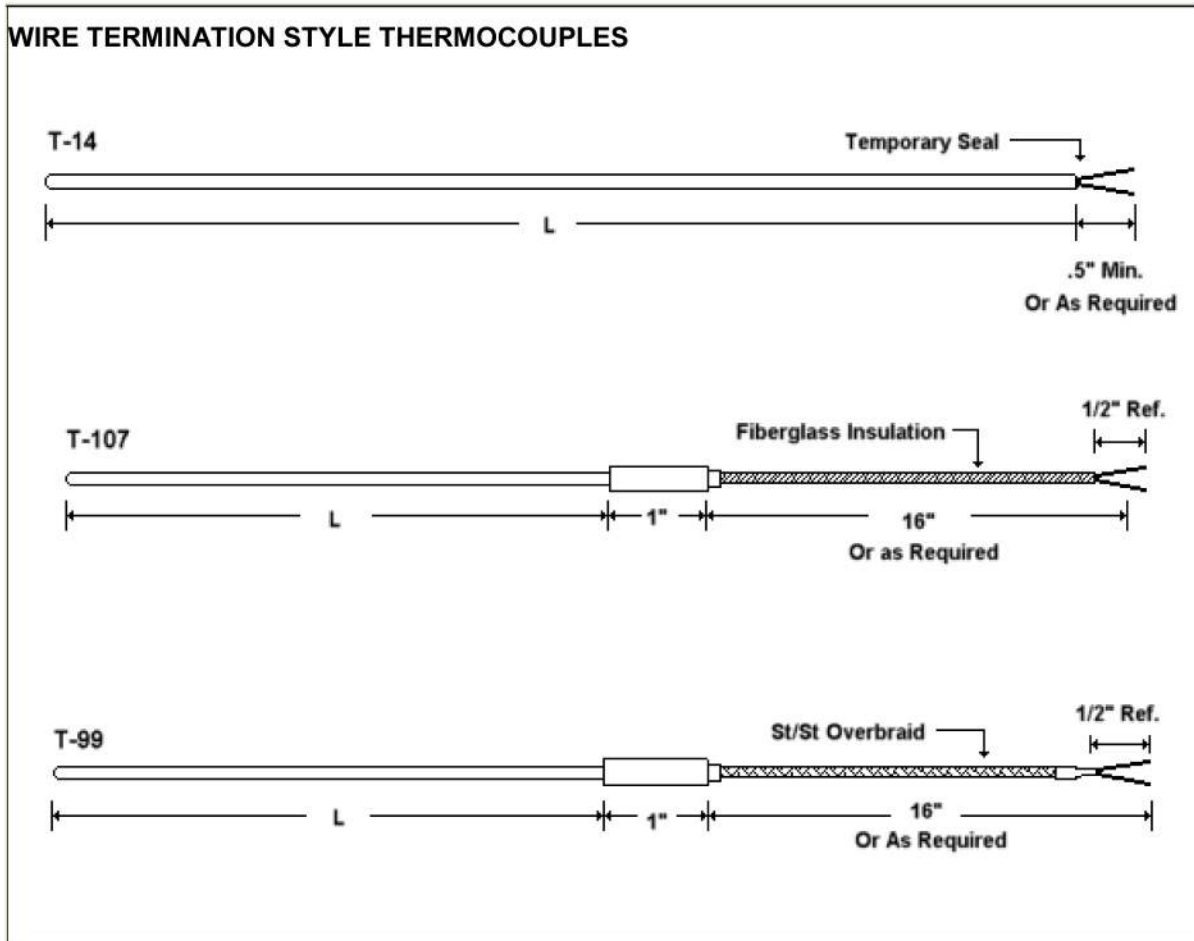 WIRE TERMINATION STYLE THERMOCOUPLES
T-14
Temporary Seal
L
.5" Min.
Or As Required
T-107
Fiberglass Insulation
1/2" Ref.
L
1"
16"
Or as Required
T-99
St/St Overbraid
1/2" Ref.
L
1"
16"
Or As Required